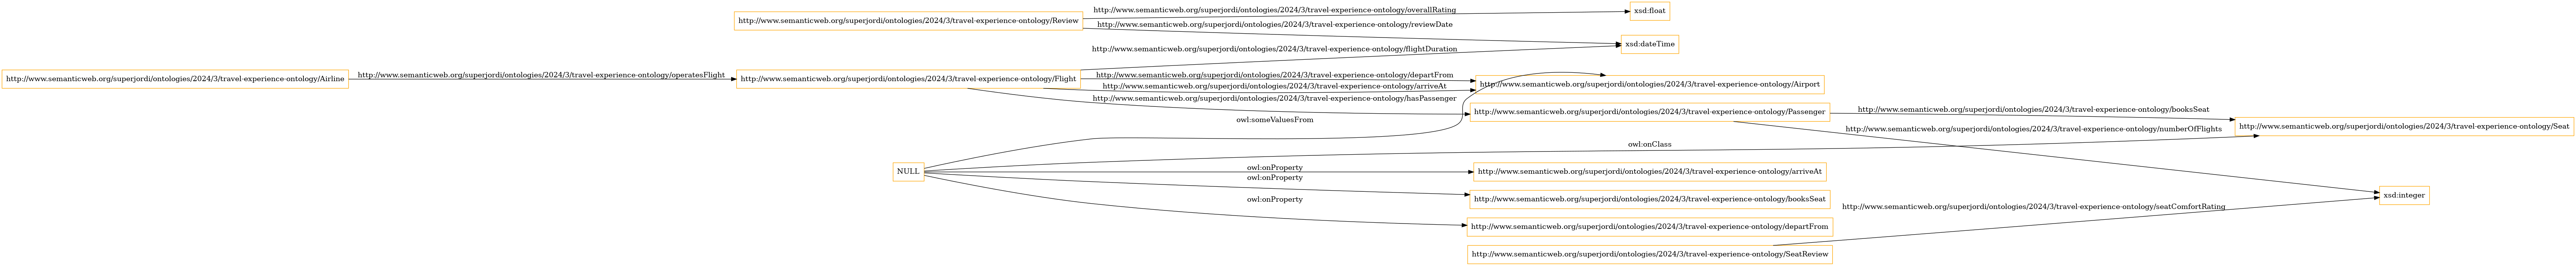 http://www.semanticweb.org/superjordi/ontologies/2024/3/travel-experience-ontology/overallRating
xsd:float
http://www.semanticweb.org/superjordi/ontologies/2024/3/travel-experience-ontology/Review
http://www.semanticweb.org/superjordi/ontologies/2024/3/travel-experience-ontology/reviewDate
xsd:dateTime
http://www.semanticweb.org/superjordi/ontologies/2024/3/travel-experience-ontology/flightDuration
http://www.semanticweb.org/superjordi/ontologies/2024/3/travel-experience-ontology/Airline
http://www.semanticweb.org/superjordi/ontologies/2024/3/travel-experience-ontology/operatesFlight
http://www.semanticweb.org/superjordi/ontologies/2024/3/travel-experience-ontology/Flight
http://www.semanticweb.org/superjordi/ontologies/2024/3/travel-experience-ontology/departFrom
http://www.semanticweb.org/superjordi/ontologies/2024/3/travel-experience-ontology/Airport
http://www.semanticweb.org/superjordi/ontologies/2024/3/travel-experience-ontology/arriveAt
http://www.semanticweb.org/superjordi/ontologies/2024/3/travel-experience-ontology/hasPassenger
http://www.semanticweb.org/superjordi/ontologies/2024/3/travel-experience-ontology/Passenger
http://www.semanticweb.org/superjordi/ontologies/2024/3/travel-experience-ontology/booksSeat
owl:someValuesFrom
http://www.semanticweb.org/superjordi/ontologies/2024/3/travel-experience-ontology/numberOfFlights
http://www.semanticweb.org/superjordi/ontologies/2024/3/travel-experience-ontology/Seat
owl:onClass
NULL
owl:onProperty
http://www.semanticweb.org/superjordi/ontologies/2024/3/travel-experience-ontology/arriveAt
owl:onProperty
http://www.semanticweb.org/superjordi/ontologies/2024/3/travel-experience-ontology/booksSeat
xsd:integer
owl:onProperty
http://www.semanticweb.org/superjordi/ontologies/2024/3/travel-experience-ontology/seatComfortRating
http://www.semanticweb.org/superjordi/ontologies/2024/3/travel-experience-ontology/departFrom
http://www.semanticweb.org/superjordi/ontologies/2024/3/travel-experience-ontology/SeatReview